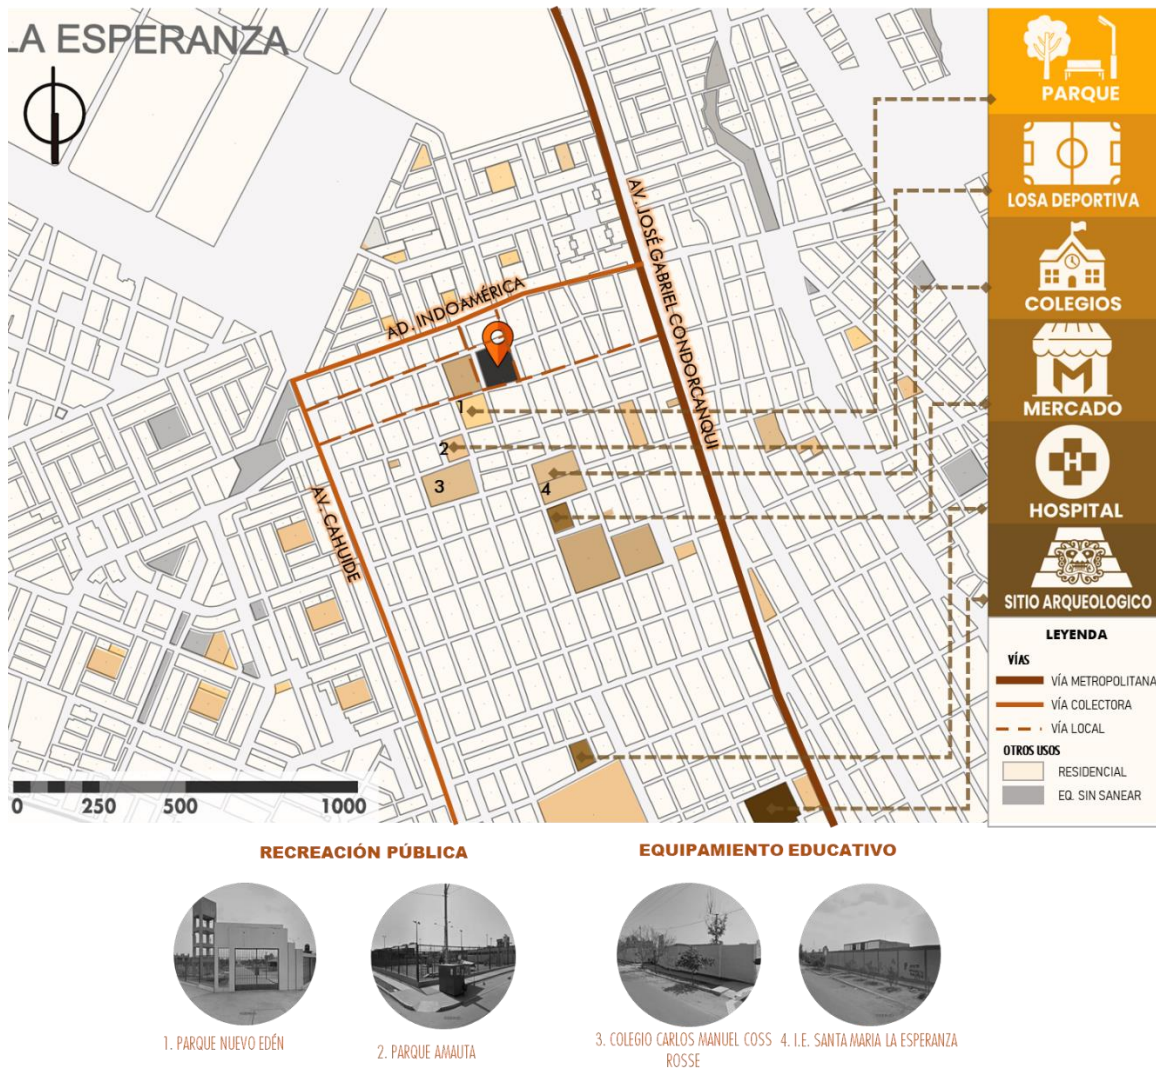 LA ESPERANZA
PARQUE
LOSA DEPORTIVA
COLEGIOS
MERCADO
HOSPITAL
SITIO ARQUEOLOGICO
AV. JOSÉ GABRIEL CONDORCANQUI
AD. INDOAMÉRICA
AV. CAHUIDE
1
2
3
4
LEYENDA
VÍAS
VÍA METROPOLITANA
VÍA COLECTORA
VÍA LOCAL
OTROS USOS
RESIDENCIAL
EQ. SIN SANEAR
0 250 500 1000
RECREACIÓN PÚBLICA
EQUIPAMIENTO EDUCATIVO
1. PARQUE NUEVO EDÉN
2. PARQUE AMAUTA
3. COLEGIO CARLOS MANUEL COSS
ROSSE
4. I.E. SANTA MARIA LA ESPERANZA